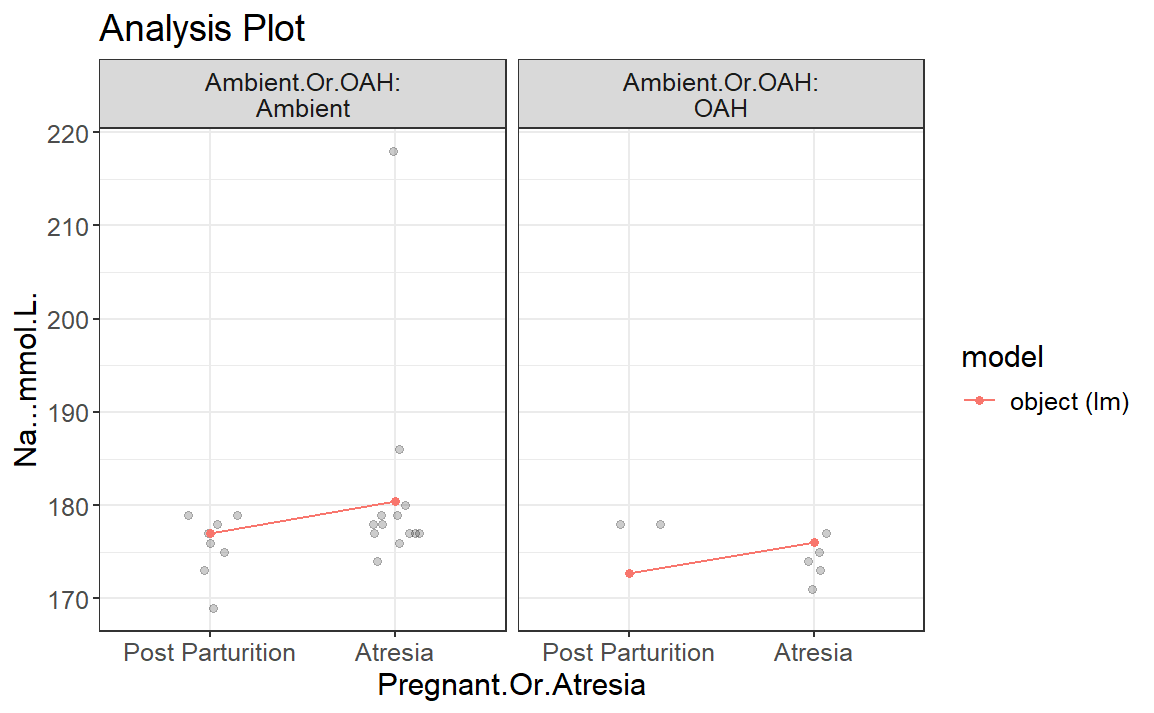 Analysis Plot
Ambient.Or.OAH:
Ambient
Ambient.Or.OAH:
OAH
220
210
200
190
180
170
Na...mmol.L.
Post Parturition
Atresia
Post Parturition
Atresia
Pregnant.Or.Atresia
model
object (lm)